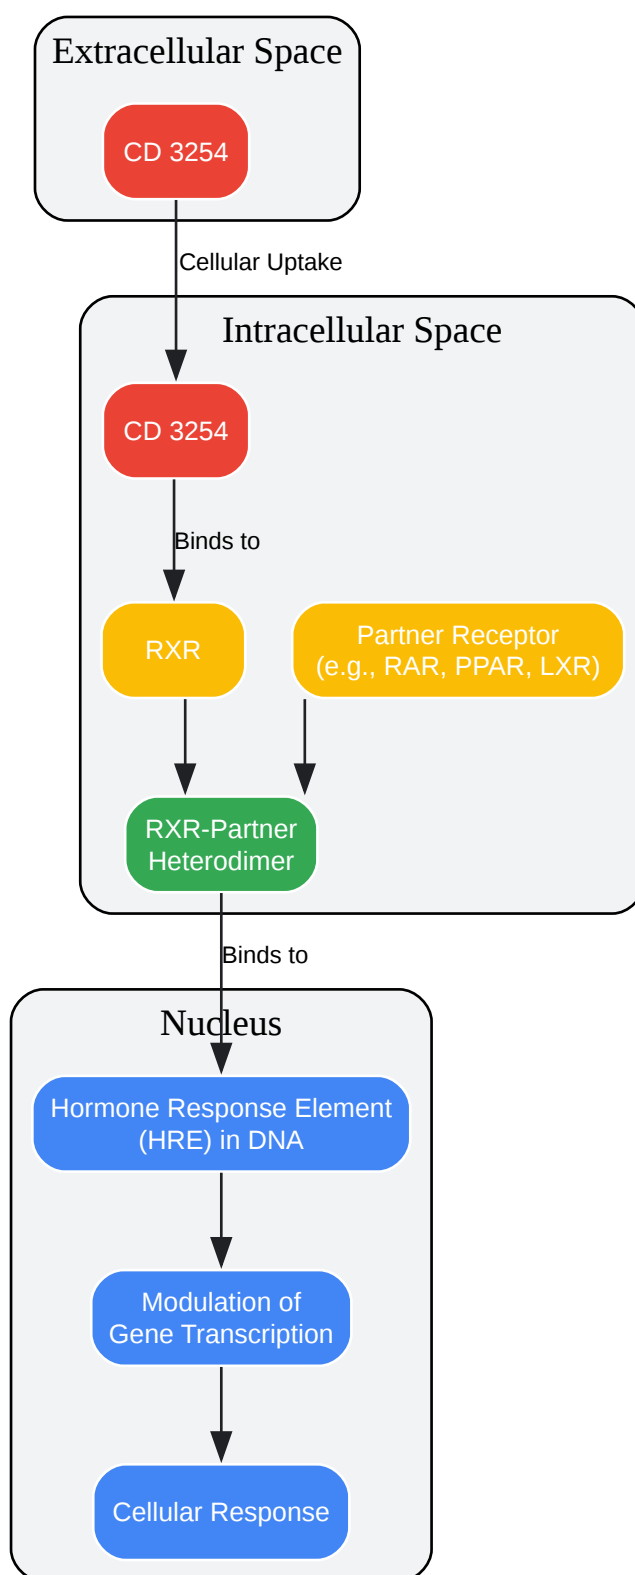 Extracellular Space
CD 3254
Cellular Uptake
Intracellular Space
CD 3254
Binds to
RXR
Partner Receptor
(e.g., RAR, PPAR, LXR)
RXR-Partner
Heterodimer
Binds to
Nucleus
Hormone Response Element
(HRE) in DNA
Modulation of
Gene Transcription
Cellular Response